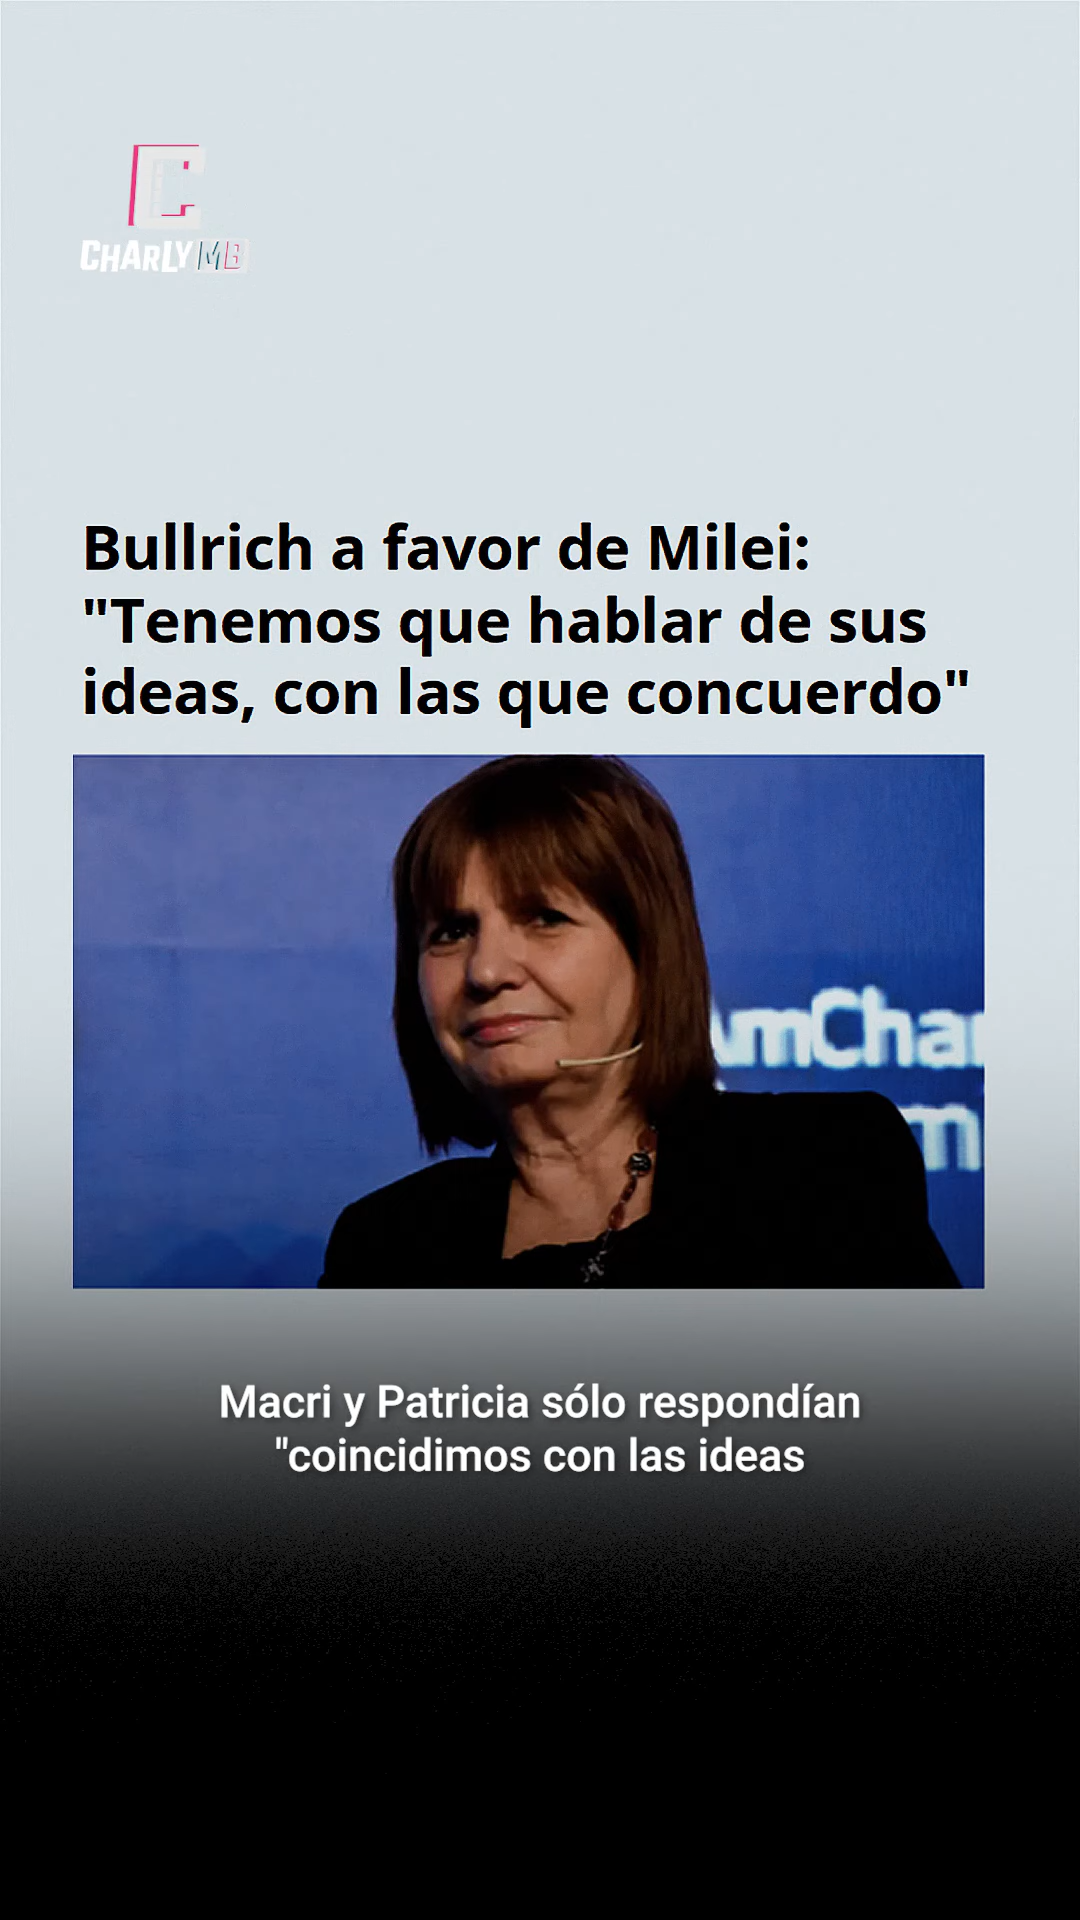 C
CHARLY MB
Bullrich a favor de Milei:
"Tenemos que hablar de sus
ideas, con las que concuerdo"
AmChar
m
Macri y Patricia sólo respondían
"coincidimos con las ideas